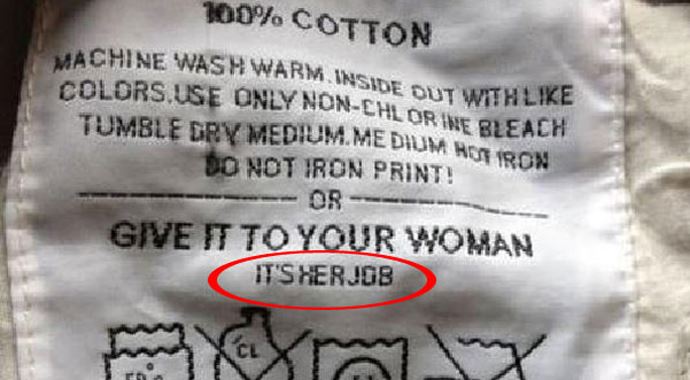 100% COTTON
MACHINE WASH WARM. INSIDE OUT WITH LIKE
COLORS.USE ONLY NON-CHLORINE BLEACH
TUMBLE DRY MEDIUM.MEDIUM HOT IRON
DO NOT IRON PRINT!
OR
GIVE IT TO YOUR WOMAN
IT'S HER JOB
CL